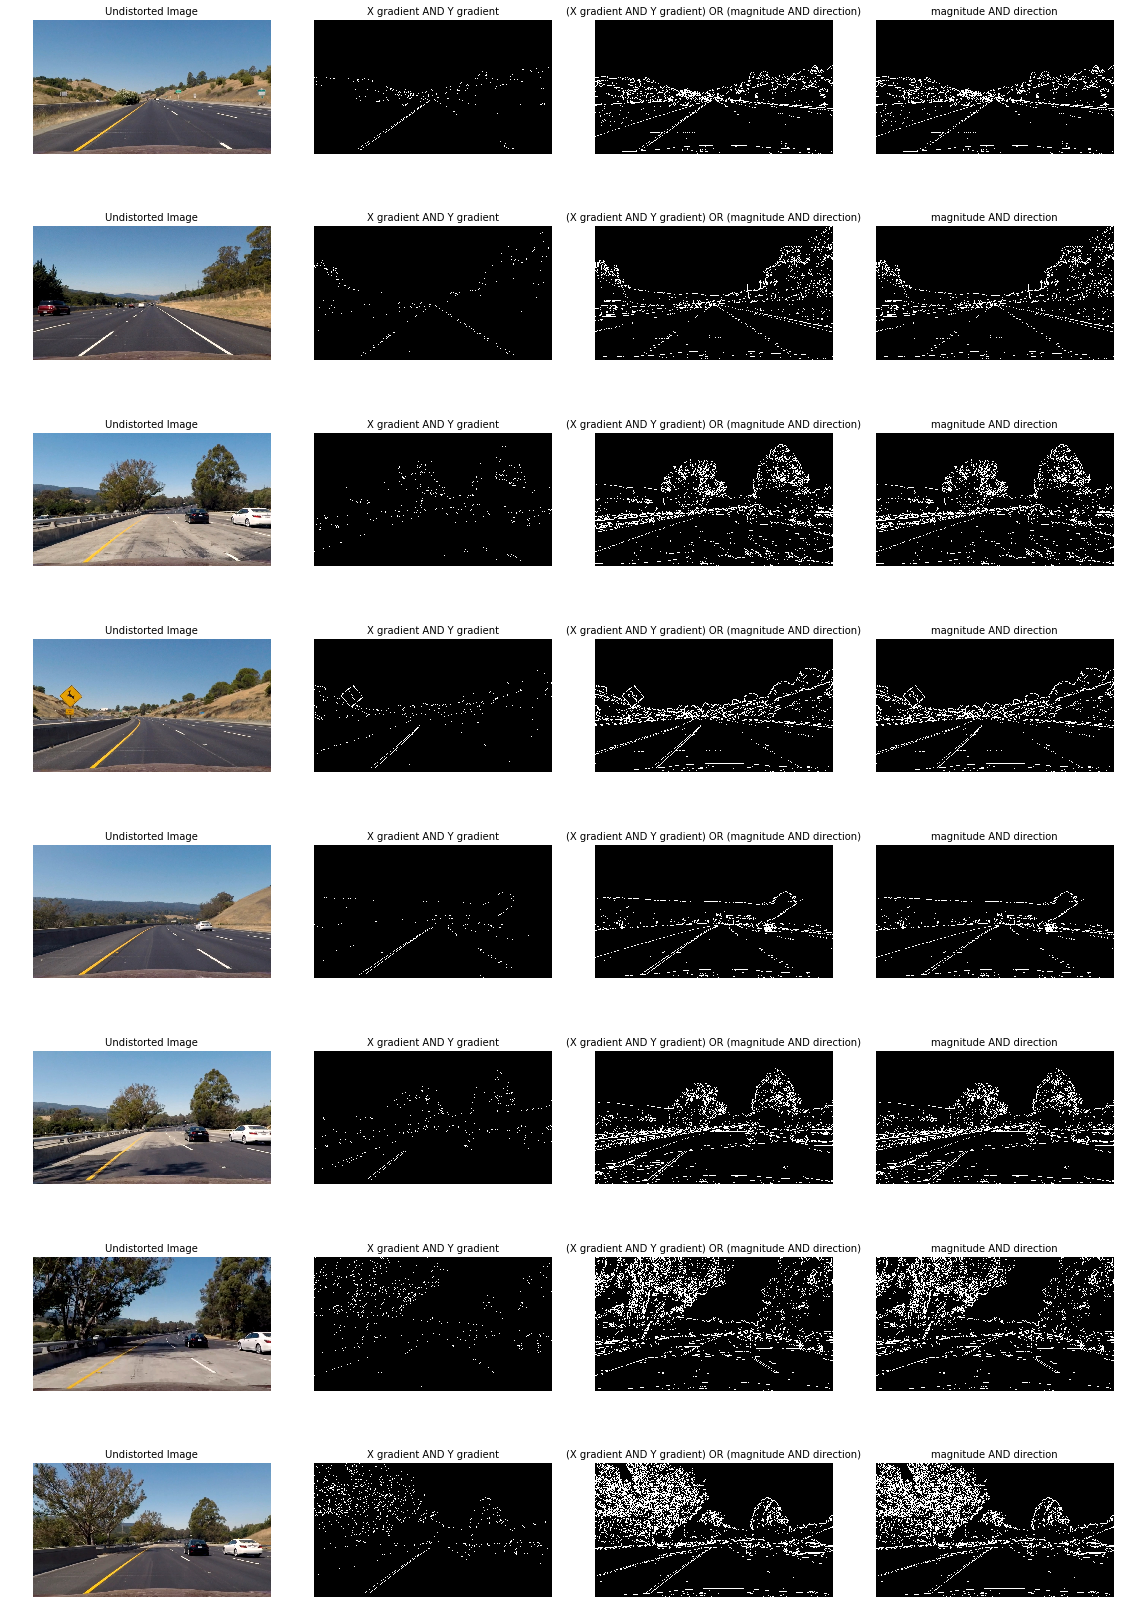 Undistorted Image
X gradient AND Y gradient
(X gradient AND Y gradient) OR (magnitude AND direction)
magnitude AND direction
Undistorted Image
X gradient AND Y gradient
(X gradient AND Y gradient) OR (magnitude AND direction)
magnitude AND direction
Undistorted Image
X gradient AND Y gradient
(X gradient AND Y gradient) OR (magnitude AND direction)
magnitude AND direction
Undistorted Image
X gradient AND Y gradient
(X gradient AND Y gradient) OR (magnitude AND direction)
magnitude AND direction
Undistorted Image
X gradient AND Y gradient
(X gradient AND Y gradient) OR (magnitude AND direction)
magnitude AND direction
Undistorted Image
X gradient AND Y gradient
(X gradient AND Y gradient) OR (magnitude AND direction)
magnitude AND direction
Undistorted Image
X gradient AND Y gradient
(X gradient AND Y gradient) OR (magnitude AND direction)
magnitude AND direction
Undistorted Image
X gradient AND Y gradient
(X gradient AND Y gradient) OR (magnitude AND direction)
magnitude AND direction